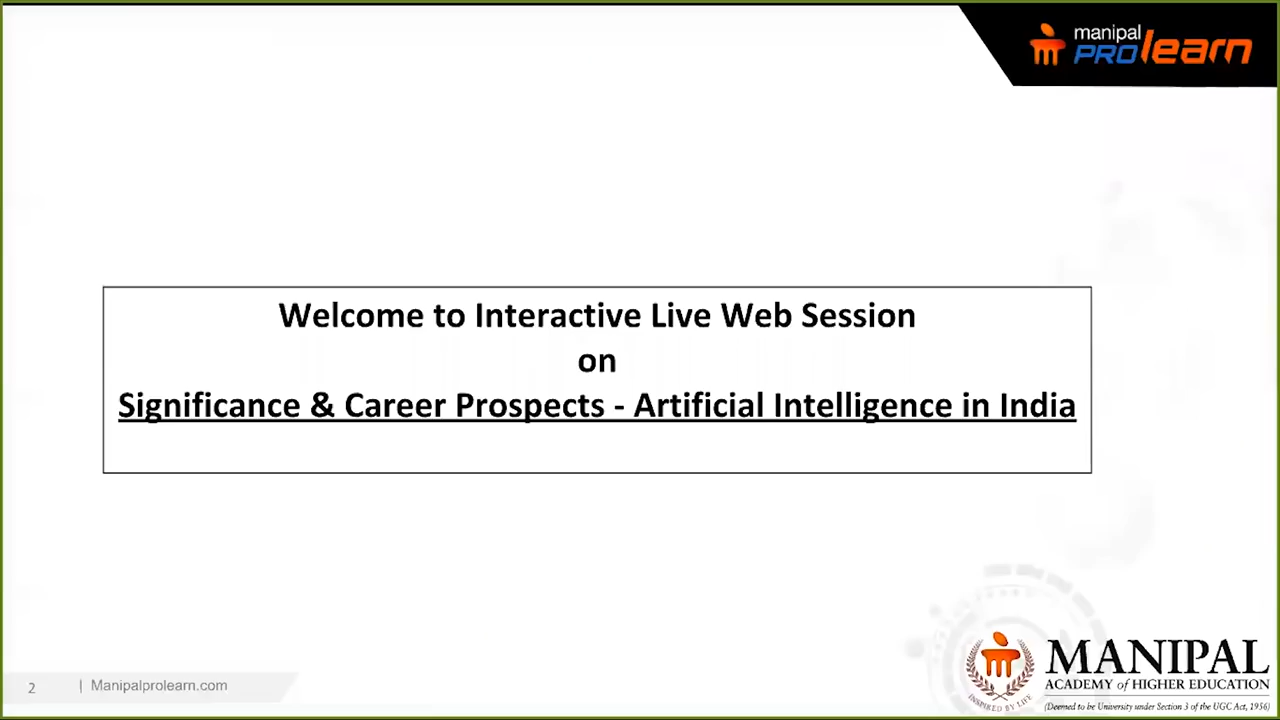 manipal
PROlearn
Welcome to Interactive Live Web Session
on
Significance & Career Prospects - Artificial Intelligence in India
2 | Manipalprolearn.com
INSPIRED BY LIFE
MANIPAL
ACADEMY of HIGHER EDUCATION
(Deemed to be University under Section 3 of the UGC Act, 1956)